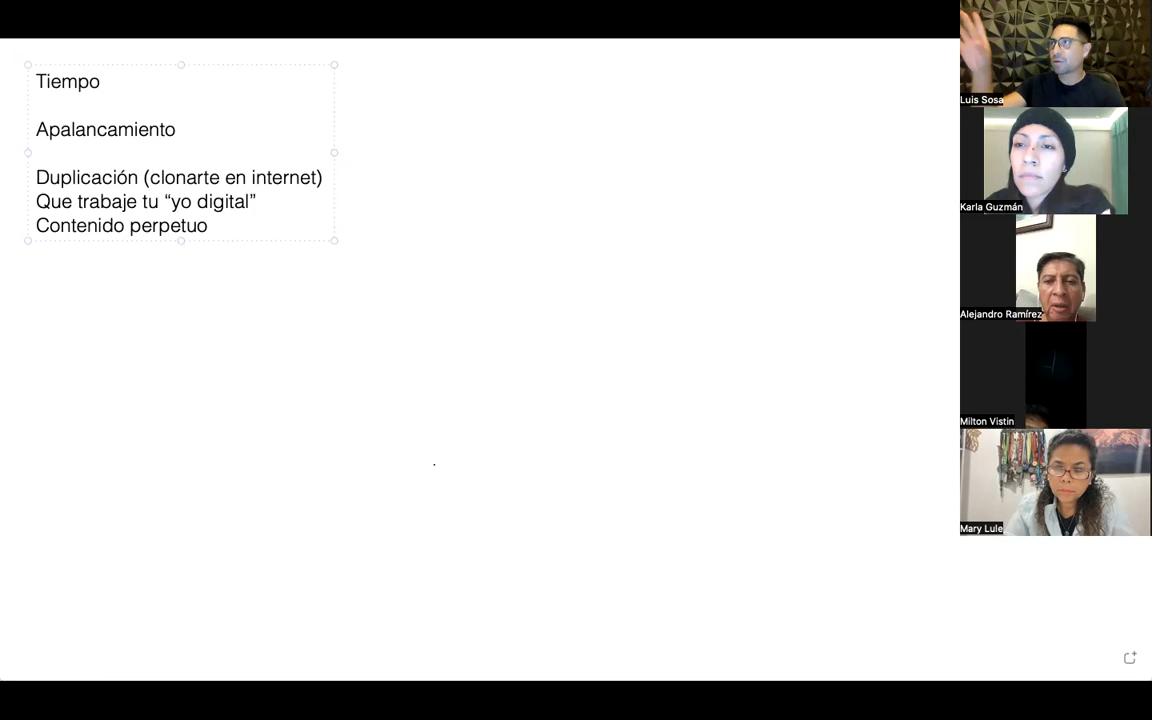 Tiempo
Apalancamiento
Duplicación (clonarte en internet)
Que trabaje tu “yo digital”
Contenido perpetuo
Luis Sosa
Karla Guzmán
Alejandro Ramírez
Milton Vistin
Mary Lule